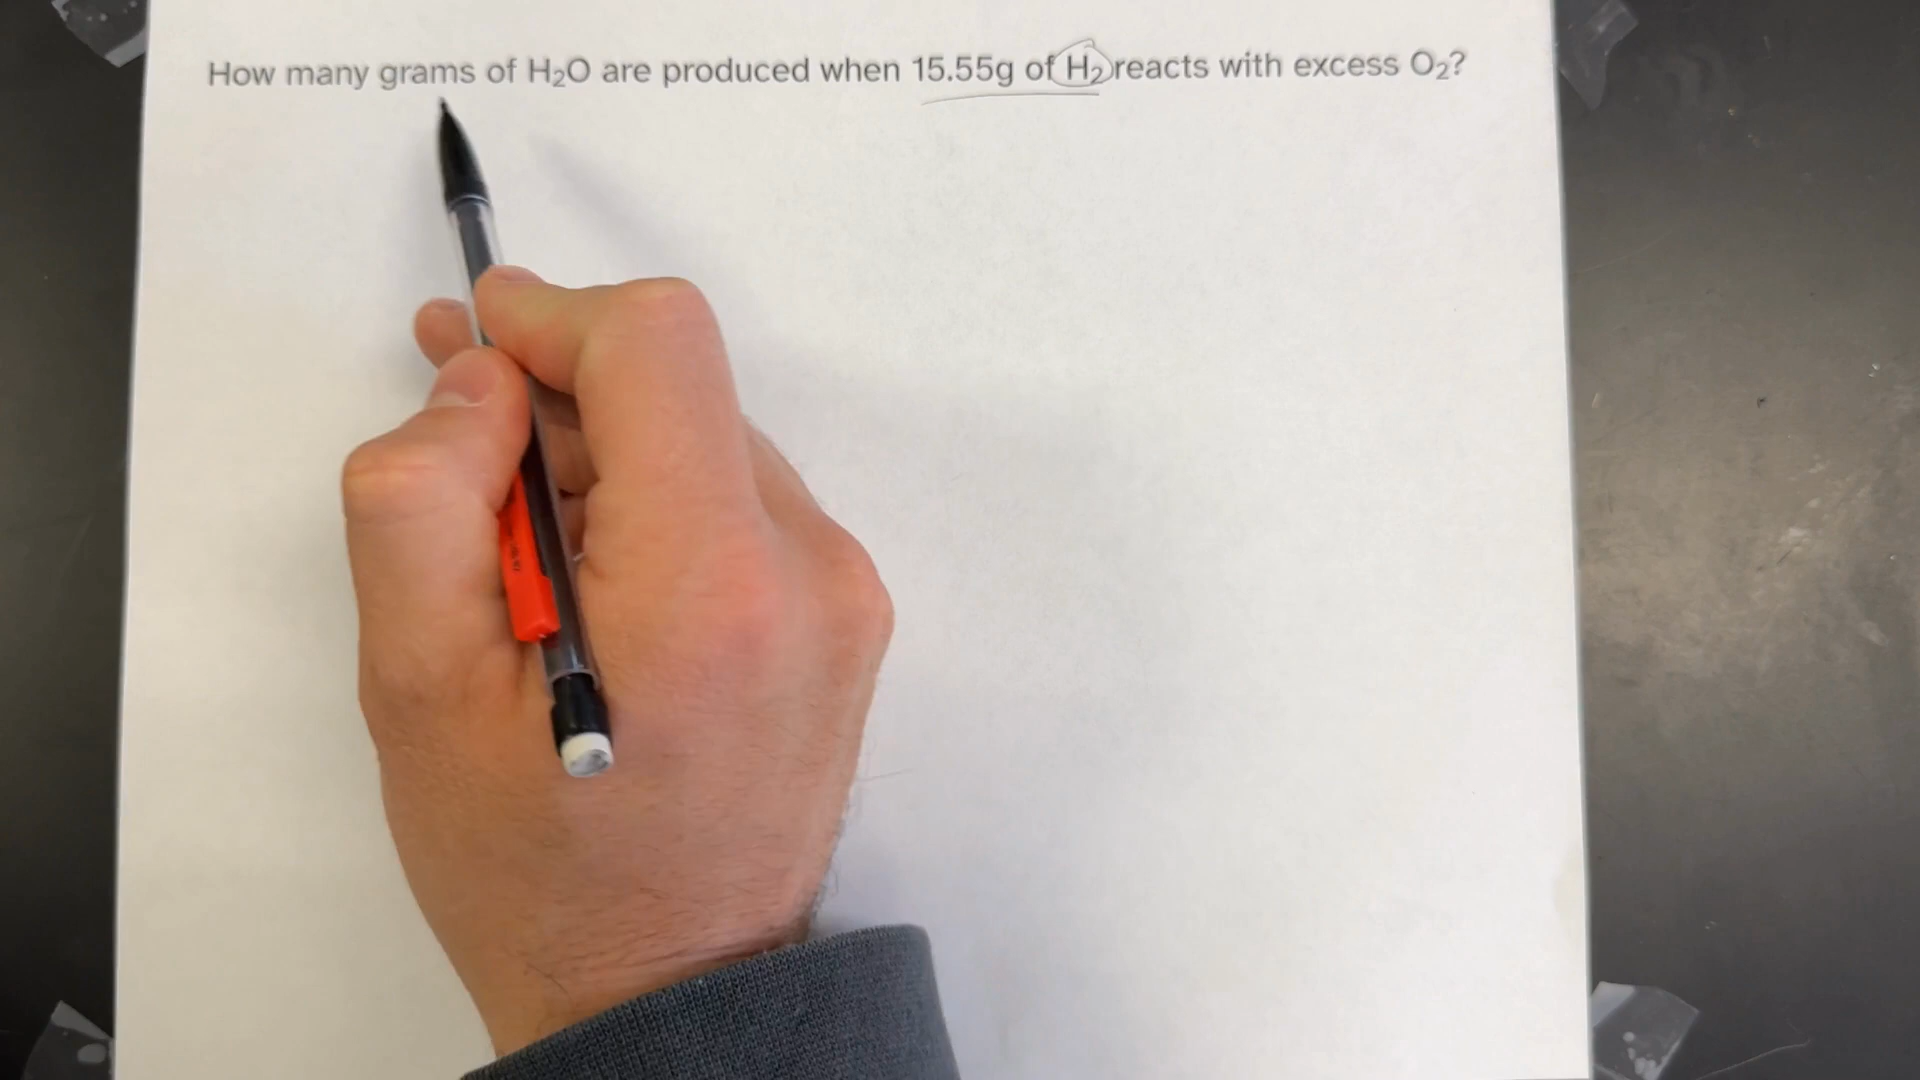 How many grams of H₂O are produced when 15.55g of H₂ reacts with excess O₂?